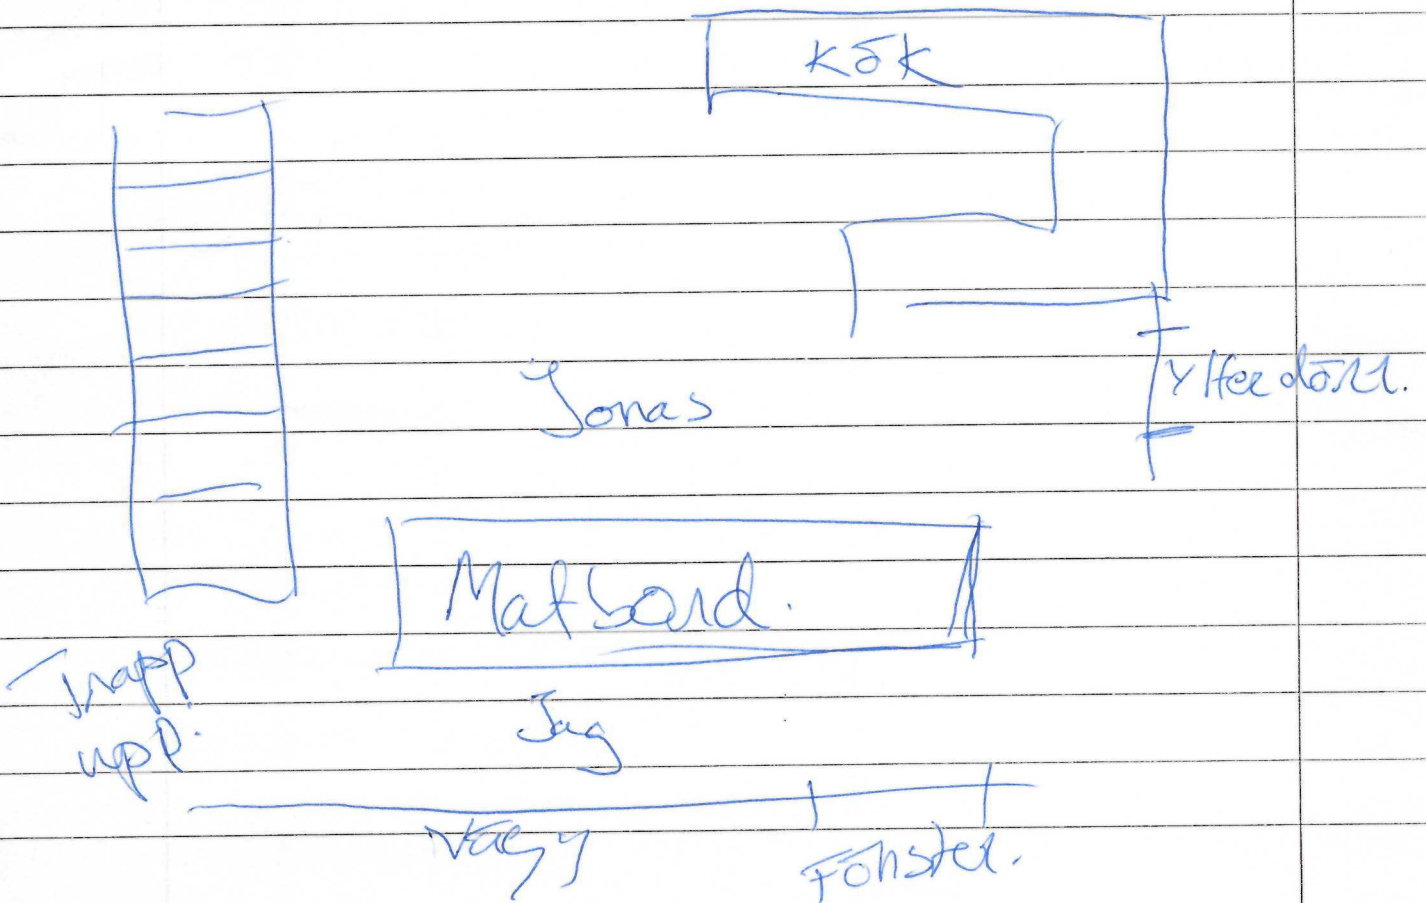 Kök
Ytterdörr.
Jonas
Matbord.
Trapp
upp.
Jag
Vägg
Fönster.